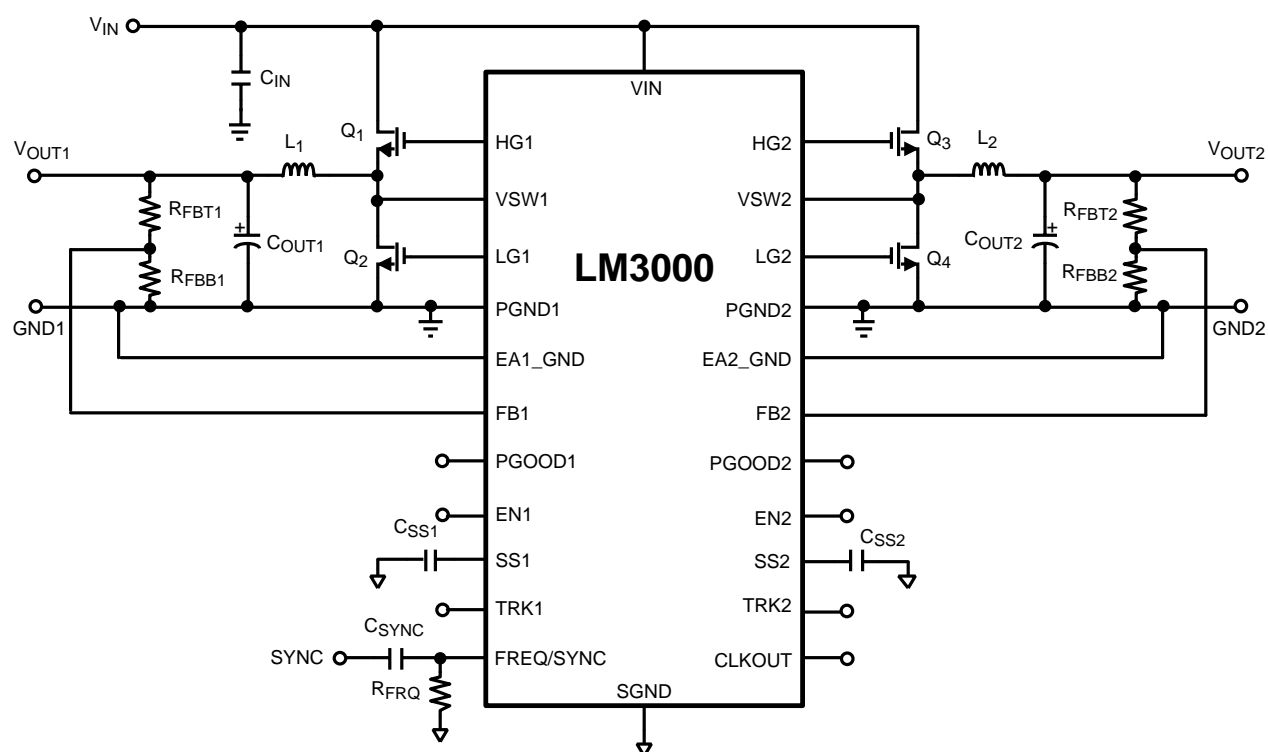 VIN
CIN
VIN
VOUT1
L1
Q1
HG1
HG2
Q3
L2
VOUT2
RFBT1
COUT1
VSW1
VSW2
COUT2
RFBT2
RFBB1
Q2
LG1
LM3000
LG2
Q4
RFBB2
GND1
PGND1
PGND2
GND2
EA1_GND
EA2_GND
FB1
FB2
PGOOD1
PGOOD2
EN1
EN2
CSS1
SS1
SS2
CSS2
TRK1
TRK2
CSYNC
SYNC
FREQ/SYNC
CLKOUT
RFRQ
SGND